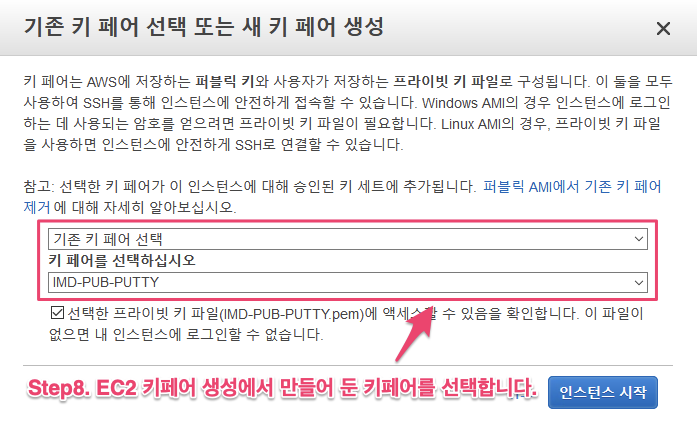 기존 키 페어 선택 또는 새 키 페어 생성
키 페어는 AWS에 저장하는 퍼블릭 키와 사용자가 저장하는 프라이빗 키 파일로 구성됩니다. 이 둘을 모두
사용하여 SSH를 통해 인스턴스에 안전하게 접속할 수 있습니다. Windows AMI의 경우 인스턴스에 로그인
하는 데 사용되는 암호를 얻으려면 프라이빗 키 파일이 필요합니다. Linux AMI의 경우, 프라이빗 키 파일
을 사용하면 인스턴스에 안전하게 SSH로 연결할 수 있습니다.
참고: 선택한 키 페어가 이 인스턴스에 대해 승인된 키 세트에 추가됩니다. 퍼블릭 AMI에서 기존 키 페어
제거 에 대해 자세히 알아보십시오.
기존 키 페어 선택
키 페어를 선택하십시오
IMD-PUB-PUTTY
선택한 프라이빗 키 파일(IMD-PUB-PUTTY.pem)에 액세스할 수 있음을 확인합니다. 이 파일이
없으면 내 인스턴스에 로그인할 수 없습니다.
Step8. EC2 키페어 생성에서 만들어 둔 키페어를 선택합니다.
인스턴스 시작